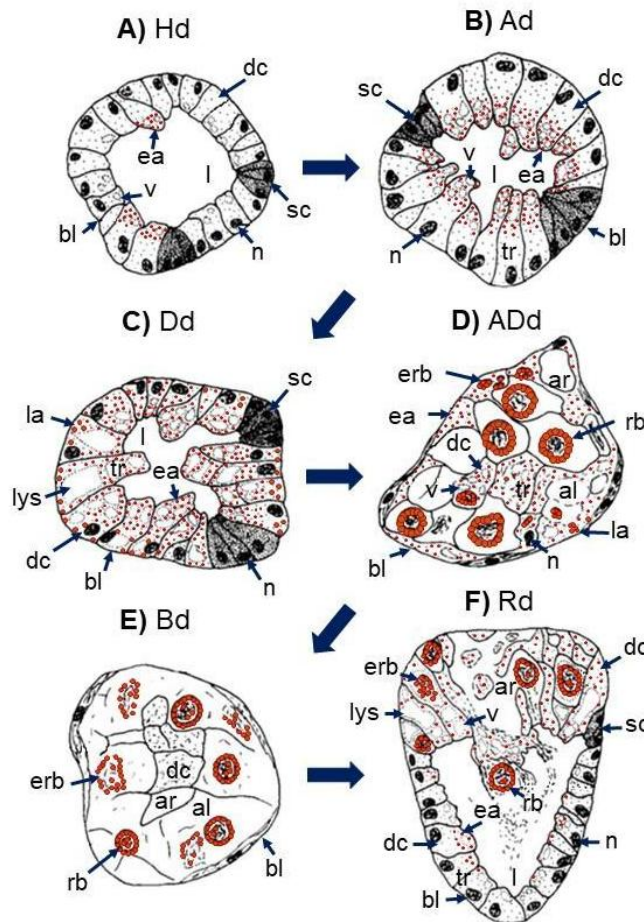 A) Hd
dc
ea
l
v
sc
bl
n
B) Ad
sc
dc
v
l
ea
n
tr
bl
C) Dd
sc
la
l
tr
ea
lys
dc
bl
n
D) ADd
erb
ar
ea
rb
dc
v
tr
al
la
n
bl
E) Bd
erb
dc
ar
al
rb
bl
F) Rd
dc
erb
ar
lys
v
sc
rb
ea
dc
n
tr
l
bl